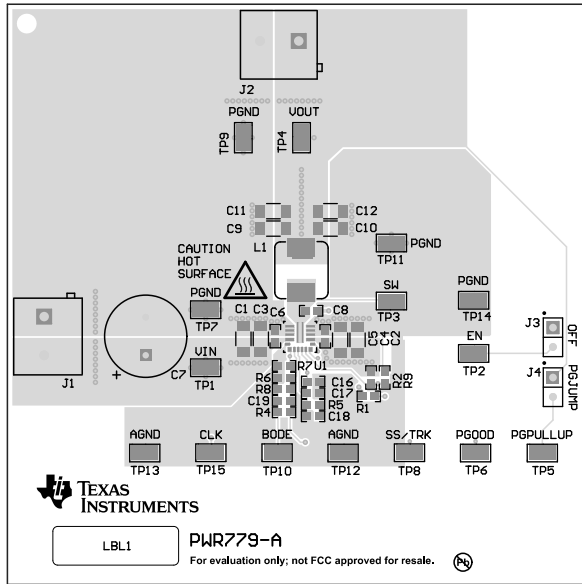 J2
PGND VOUT
TP9 TP4
C11 C12
C9 C10
L1
CAUTION
HOT
SURFACE
PGND
TP11
PGND
TP7
SW
TP3
PGND
TP14
C1 C3 C6 C8
C5 C4 C2
J3 OFF
EN
TP2
J1
C7 +
VIN
TP1
J4 PGJUMP
R7 U1
R6 C16
R8 C17
C19 R5
R4 C18
R1 R2 R9
AGND CLK BODE AGND SS/TRK PGOOD PGPULLUP
TP13 TP15 TP10 TP12 TP8 TP6 TP5
TEXAS
INSTRUMENTS
LBL1
PWR779-A
For evaluation only; not FCC approved for resale.
Pb